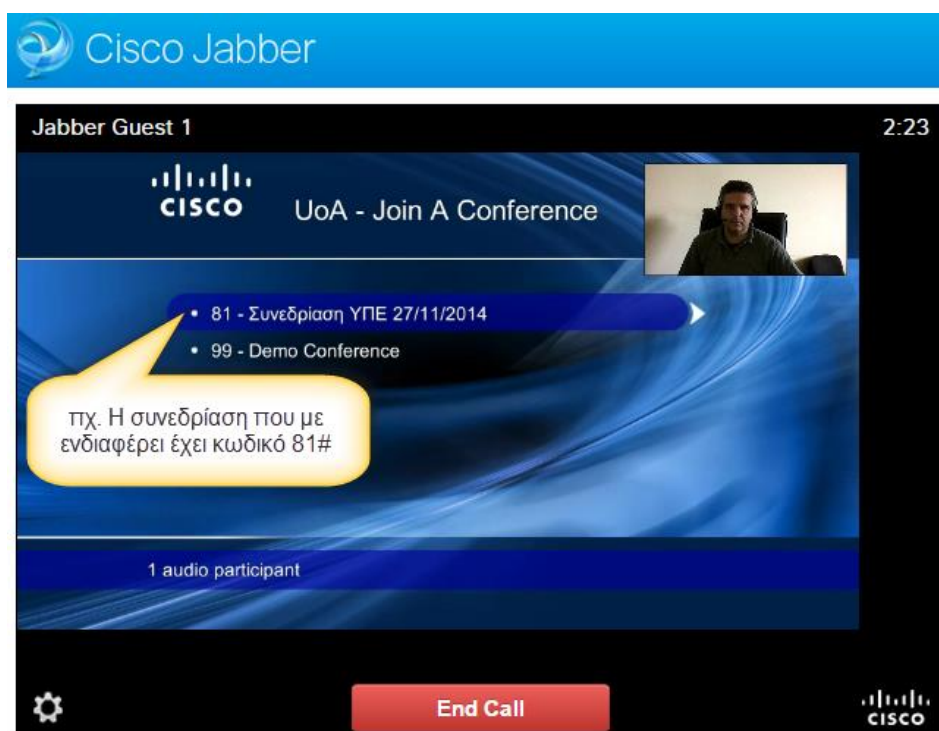 Cisco Jabber
Jabber Guest 1
2:23
CISCO
UoA - Join A Conference
• 81 - Συνεδρίαση ΥΠΕ 27/11/2014
• 99 - Demo Conference
πχ. Η συνεδρίαση που με
ενδιαφέρει έχει κωδικό 81#
1 audio participant
End Call
CISCO